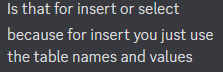 Is that for insert or select
because for insert you just use
the table names and values